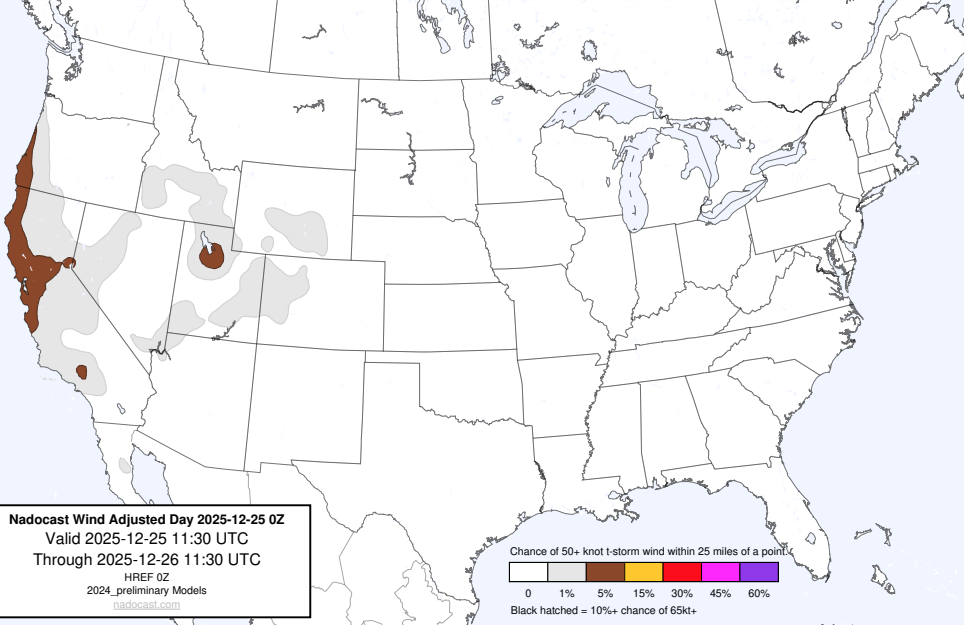 Nadocast Wind Adjusted Day 2025-12-25 0Z
Valid 2025-12-25 11:30 UTC
Through 2025-12-26 11:30 UTC
HREF 0Z
2024_preliminary Models
nadocast.com
Chance of 50+ knot t-storm wind within 25 miles of a point.
0 1% 5% 15% 30% 45% 60%
Black hatched = 10%+ chance of 65kt+